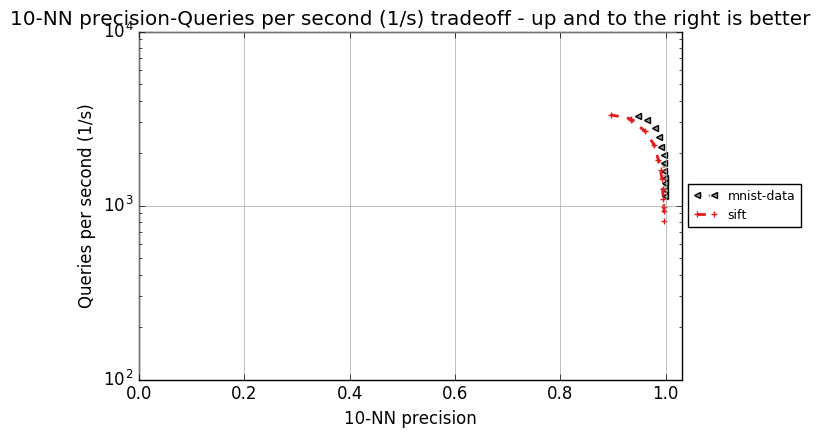 10-NN precision-Queries per second (1/s) tradeoff - up and to the right is better
10^4
10^3
10^2
Queries per second (1/s)
0.0 0.2 0.4 0.6 0.8 1.0
10-NN precision
mnist-data
sift